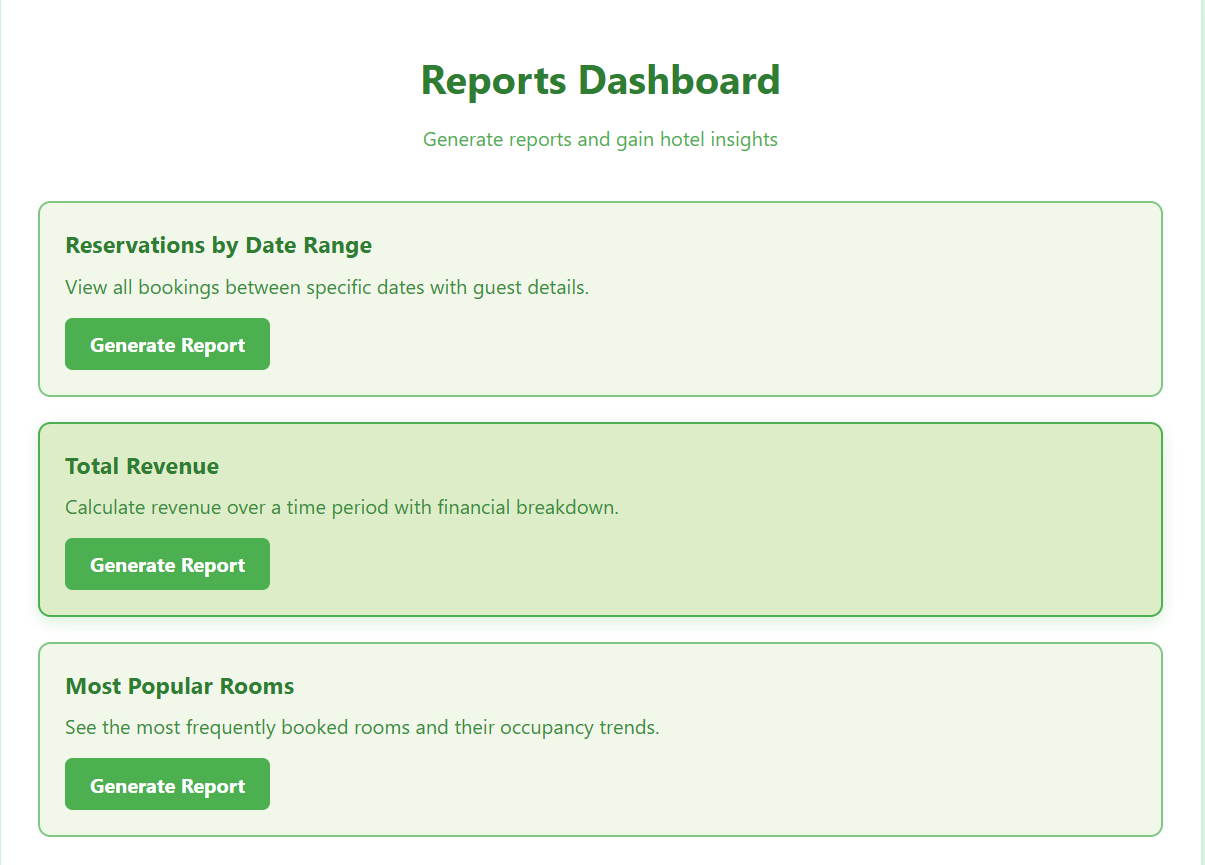 Reports Dashboard
Generate reports and gain hotel insights
Reservations by Date Range
View all bookings between specific dates with guest details.
Generate Report
Total Revenue
Calculate revenue over a time period with financial breakdown.
Generate Report
Most Popular Rooms
See the most frequently booked rooms and their occupancy trends.
Generate Report